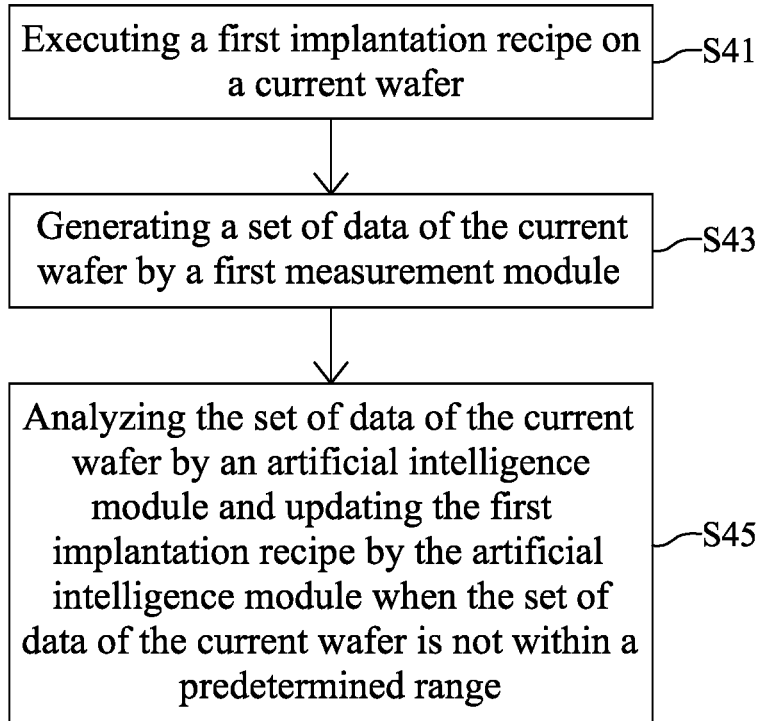 Executing a first implantation recipe on
a current wafer
S41
Generating a set of data of the current
wafer by a first measurement module
S43
Analyzing the set of data of the current
wafer by an artificial intelligence
module and updating the first
implantation recipe by the artificial
intelligence module when the set of
data of the current wafer is not within a
predetermined range
S45